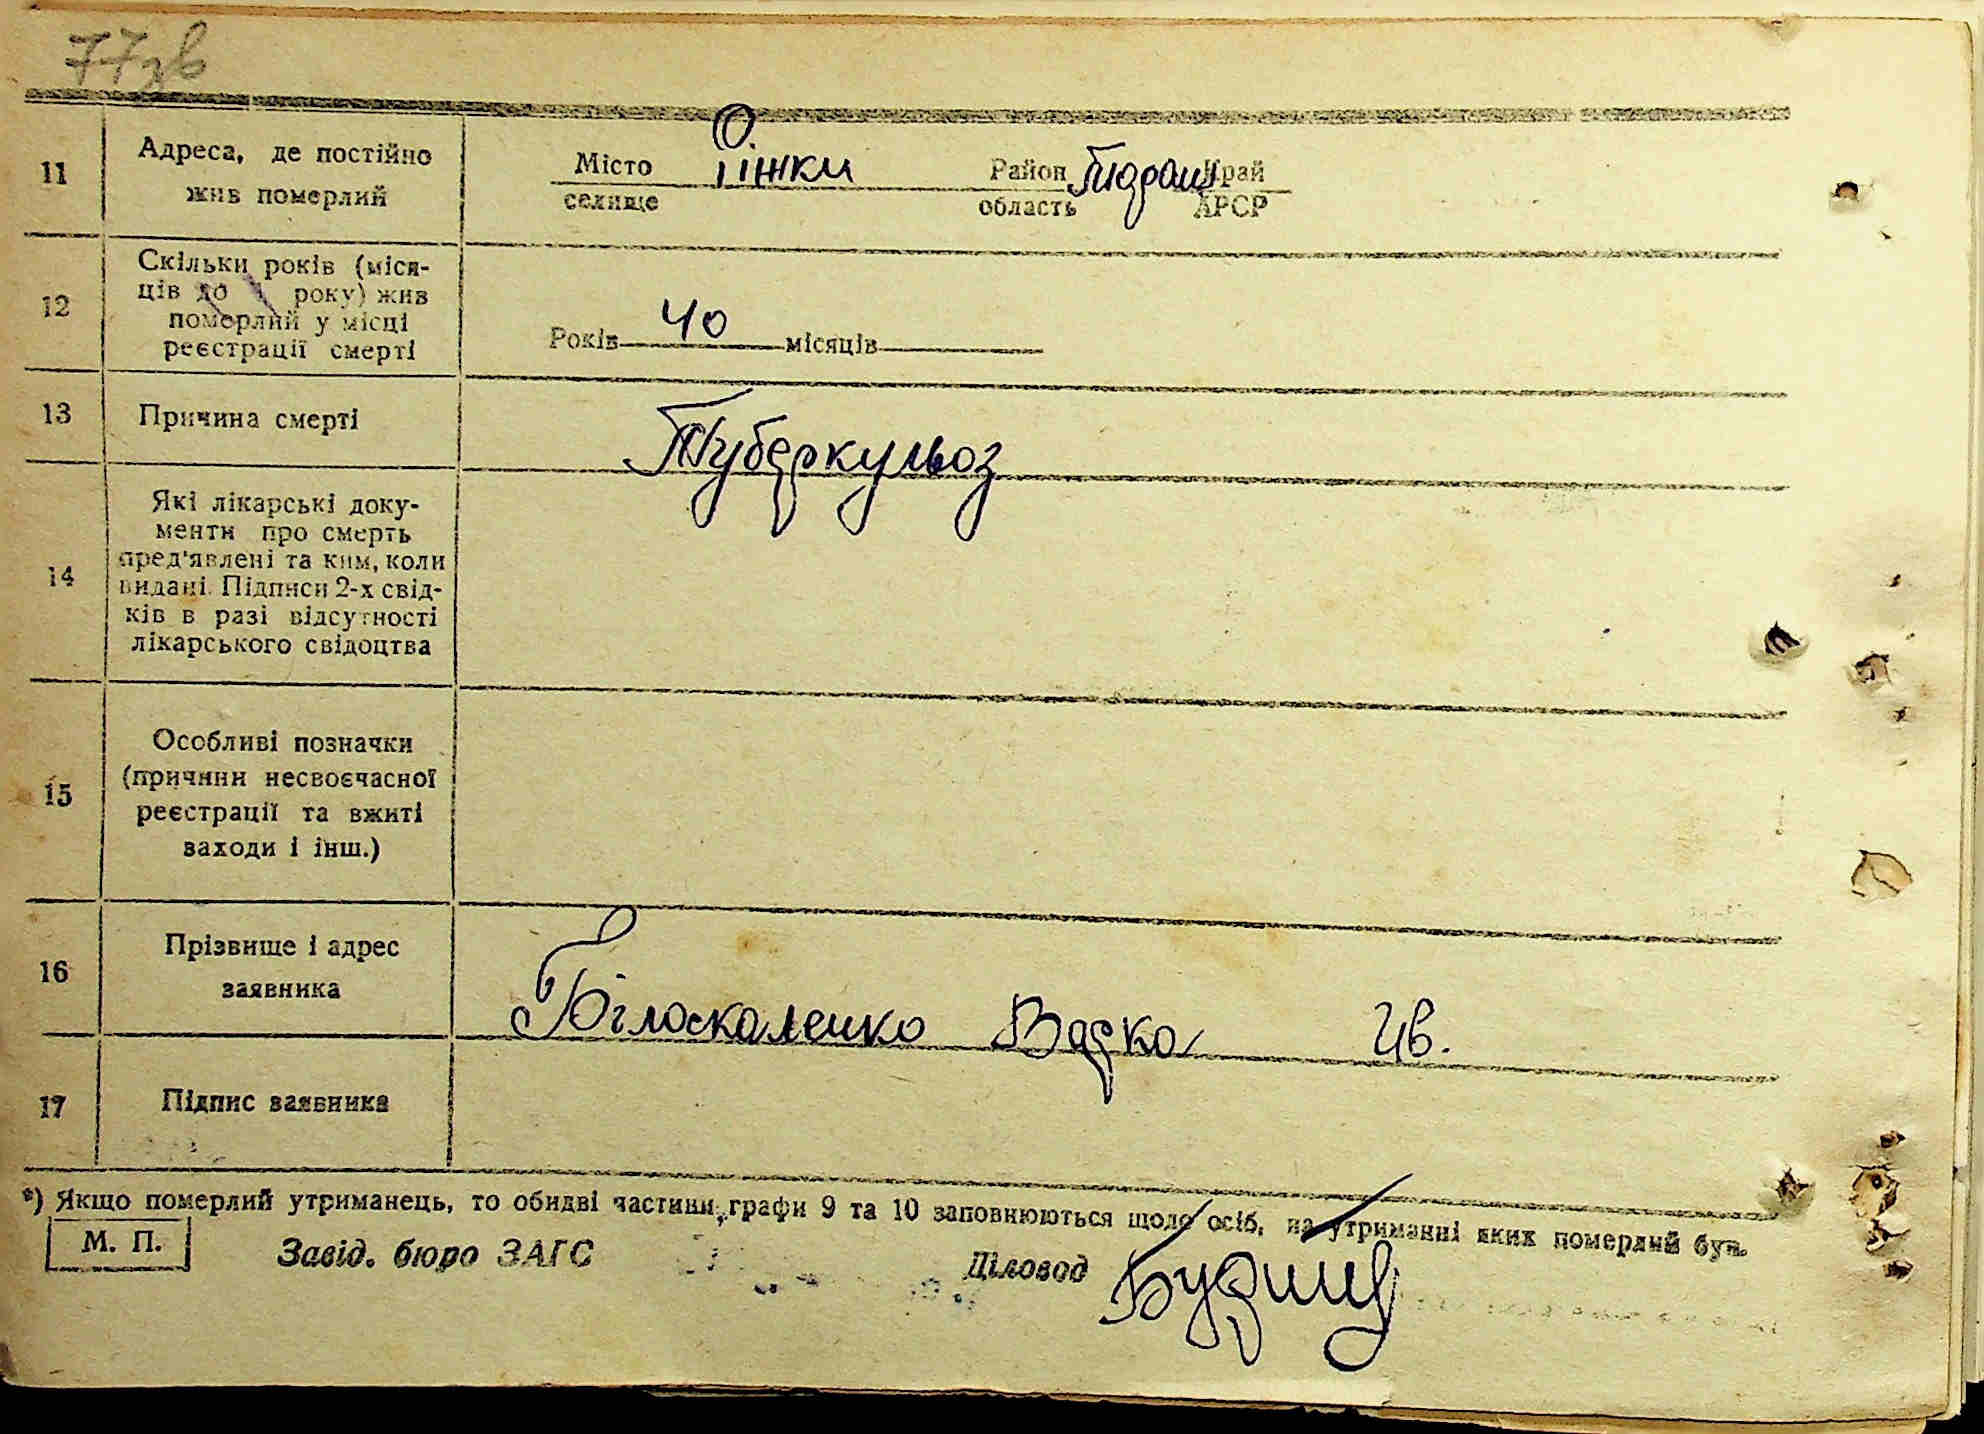 77зв
11
Адреса, де постійно
жив померлий
Місто
селище
О.
Піжки
Район
область
Край
АРСР
12
Скільки років (міся-
ців до 1 року) жив
померлий у місці
реєстрації смерті
Років 40 місяців
13
Причина смерті
Туберкульоз
14
Які лікарські доку-
менти про смерть
пред'явлені та ким, коли
видані. Підписи 2-х свід-
ків в разі відсутності
лікарського свідоцтва
15
Особливі позначки
(причини несвоєчасної
реєстрації та вжиті
заходи і інш.)
16
Прізвище і адрес
заявника
Білоскаленко Ів.
17
Підпис заявника
*) Якщо померлий утриманець, то обидві частини графи 9 та 10 заповнюються щодо осіб, на утриманні яких померлий був.
М. П.
Завід. бюро ЗАГС
Діловод